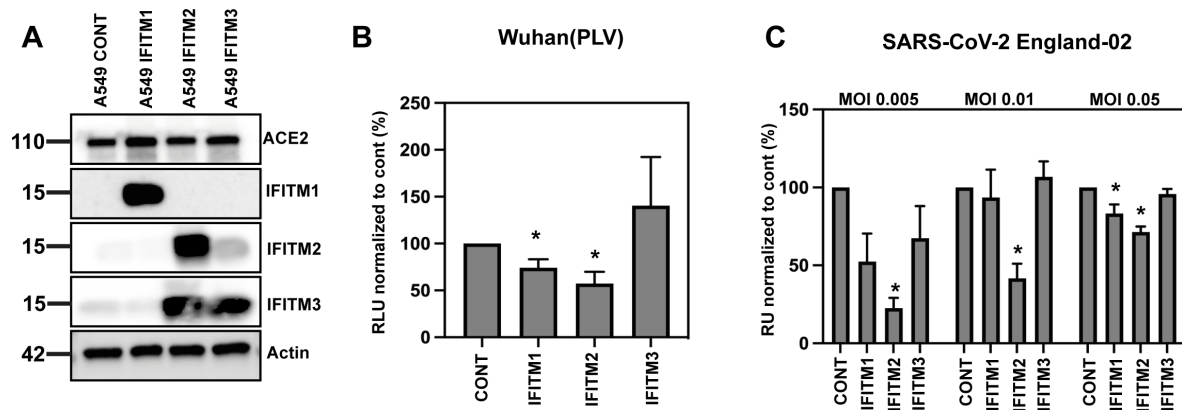 A
A549 CONT
A549 IFITM1
A549 IFITM2
A549 IFITM3
110
ACE2
15
IFITM1
15
IFITM2
15
IFITM3
42
Actin
B
Wuhan(PLV)
RLU normalized to cont (%)
250
200
150
100
50
0
CONT
IFITM1
IFITM2
IFITM3
*
*
C
SARS-CoV-2 England-02
RU normalized to cont (%)
150
100
50
0
MOI 0.005
MOI 0.01
MOI 0.05
*
*
*
*
CONT
IFITM1
IFITM2
IFITM3
CONT
IFITM1
IFITM2
IFITM3
CONT
IFITM1
IFITM2
IFITM3